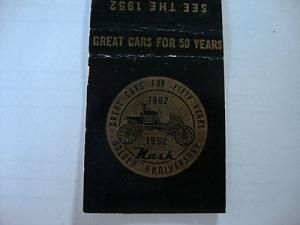 SEE THE 1952
GREAT CARS FOR 50 YEARS
GREAT CARS FOR FIFTY YEARS
1902
1952
Nash
GOLDEN ANNIVERSARY